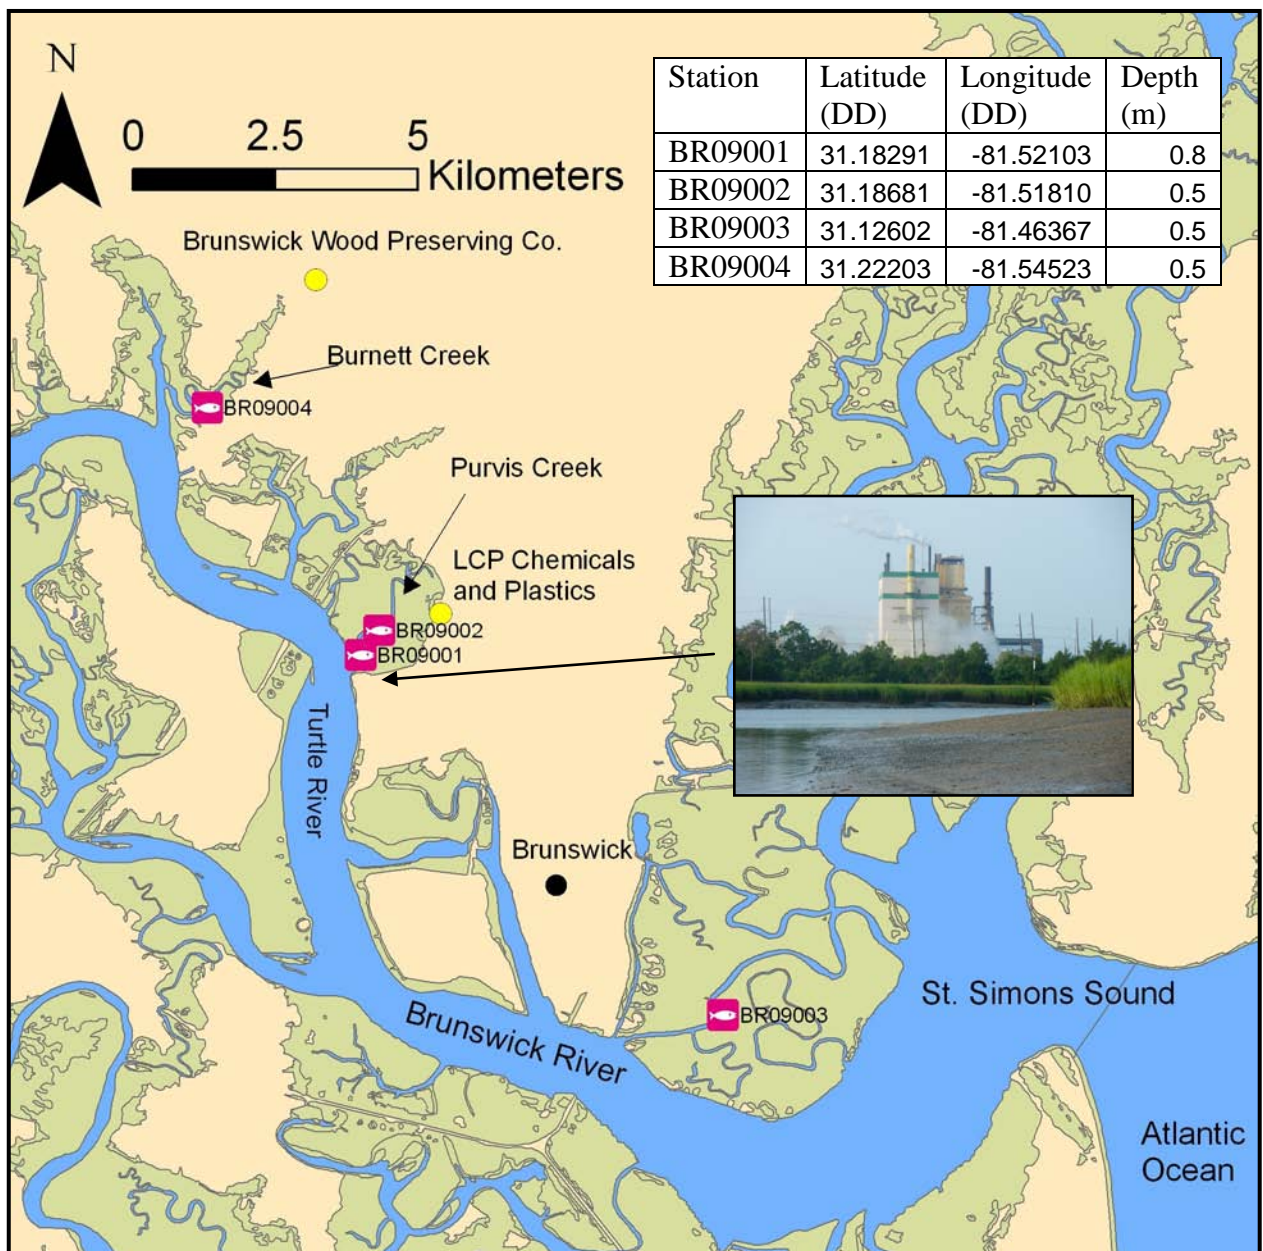 N
0 2.5 5
Kilometers
Station Latitude (DD) Longitude (DD) Depth (m)
BR09001 31.18291 -81.52103 0.8
BR09002 31.18681 -81.51810 0.5
BR09003 31.12602 -81.46367 0.5
BR09004 31.22203 -81.54523 0.5
Brunswick Wood Preserving Co.
Burnett Creek
BR09004
Purvis Creek
LCP Chemicals
and Plastics
BR09002
BR09001
Turtle River
Brunswick
St. Simons Sound
BR09003
Brunswick River
Atlantic
Ocean